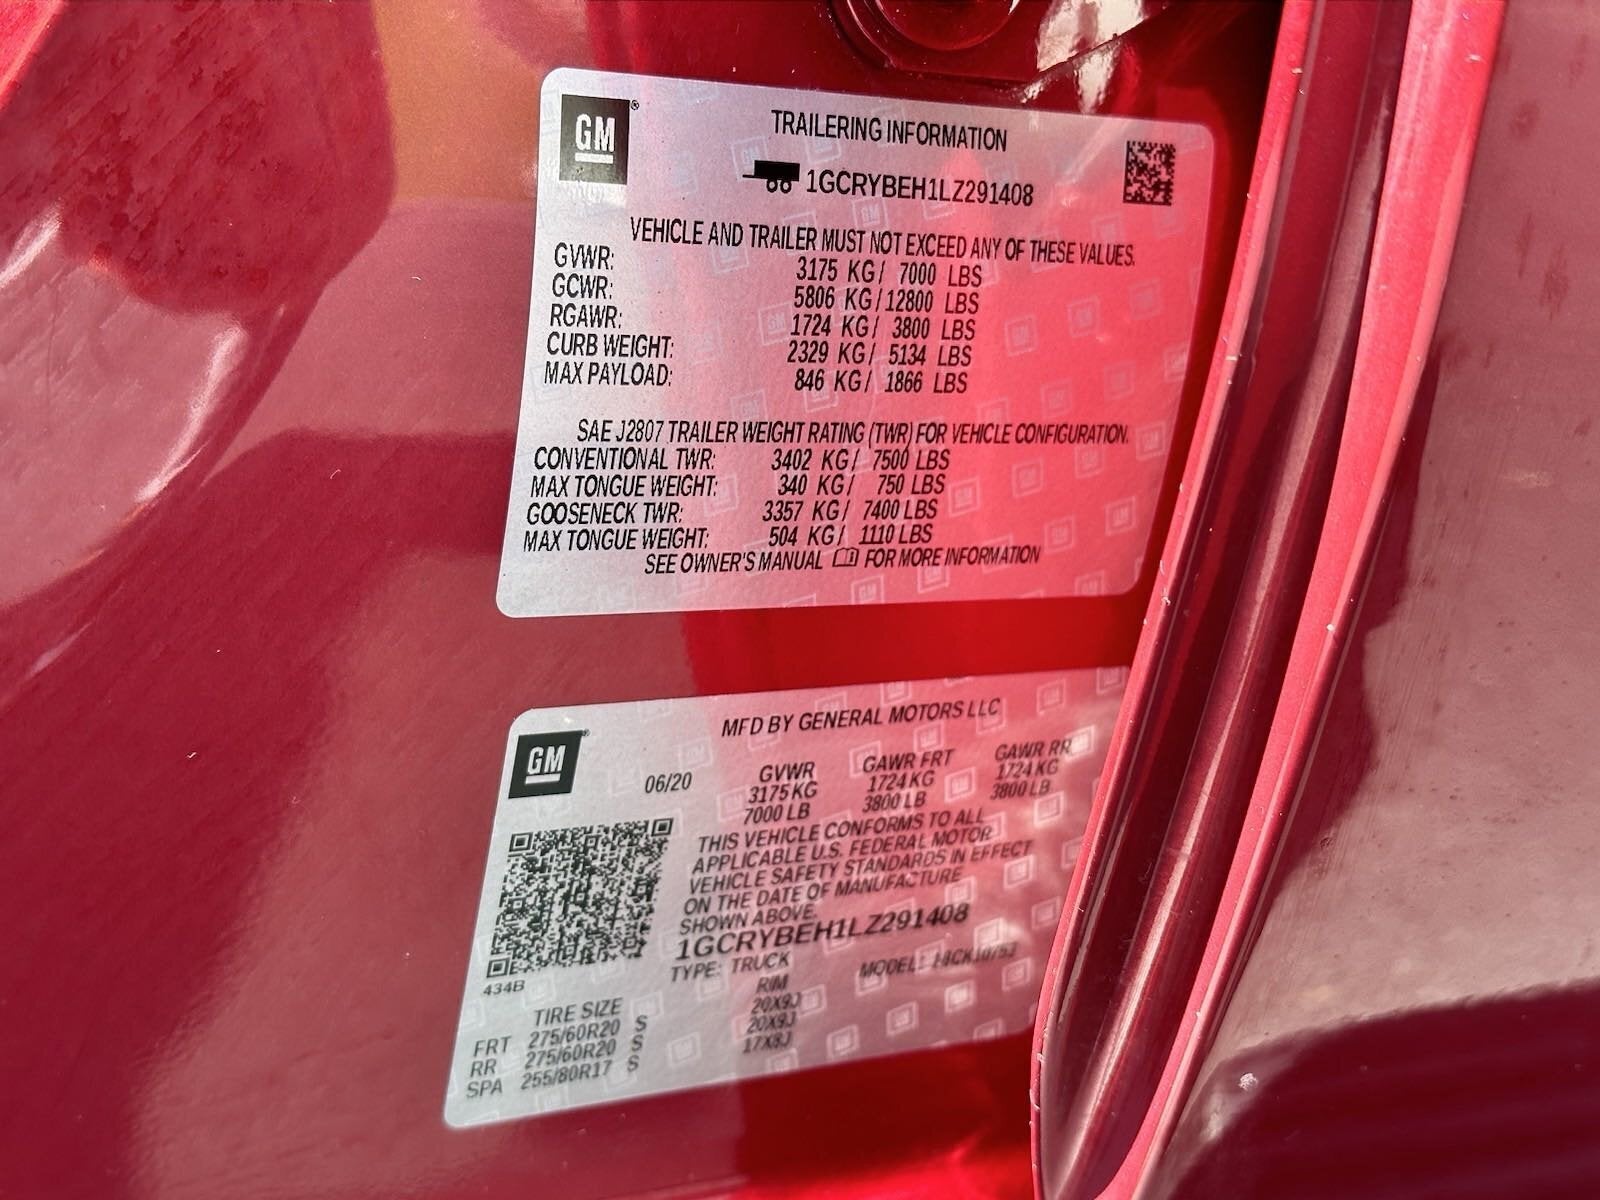 GM
TRAILERING INFORMATION
1GCRYBEH1LZ291408
VEHICLE AND TRAILER MUST NOT EXCEED ANY OF THESE VALUES.
GVWR: 3175 KG/ 7000 LBS
GCWR: 5806 KG/12800 LBS
RGAWR: 1724 KG/ 3800 LBS
CURB WEIGHT: 2329 KG/ 5134 LBS
MAX PAYLOAD: 846 KG/ 1866 LBS
SAE J2807 TRAILER WEIGHT RATING (TWR) FOR VEHICLE CONFIGURATION.
CONVENTIONAL TWR: 3402 KG/ 7500 LBS
MAX TONGUE WEIGHT: 340 KG/ 750 LBS
GOOSENECK TWR: 3357 KG/ 7400 LBS
MAX TONGUE WEIGHT: 504 KG/ 1110 LBS
SEE OWNER'S MANUAL FOR MORE INFORMATION
GM
MFD BY GENERAL MOTORS LLC
06/20
GVWR GAWR FRT GAWR RR
3175KG 1724KG 1724KG
7000 LB 3800 LB 3800 LB
THIS VEHICLE CONFORMS TO ALL
APPLICABLE U.S. FEDERAL MOTOR
VEHICLE SAFETY STANDARDS IN EFFECT
ON THE DATE OF MANUFACTURE
SHOWN ABOVE.
1GCRYBEH1LZ291408
TYPE: TRUCK MODEL:
434B
TIRE SIZE RIM
FRT 275/60R20 S 20X9J
RR 275/60R20 S 20X9J
SPA 255/80R17 S 17X8J